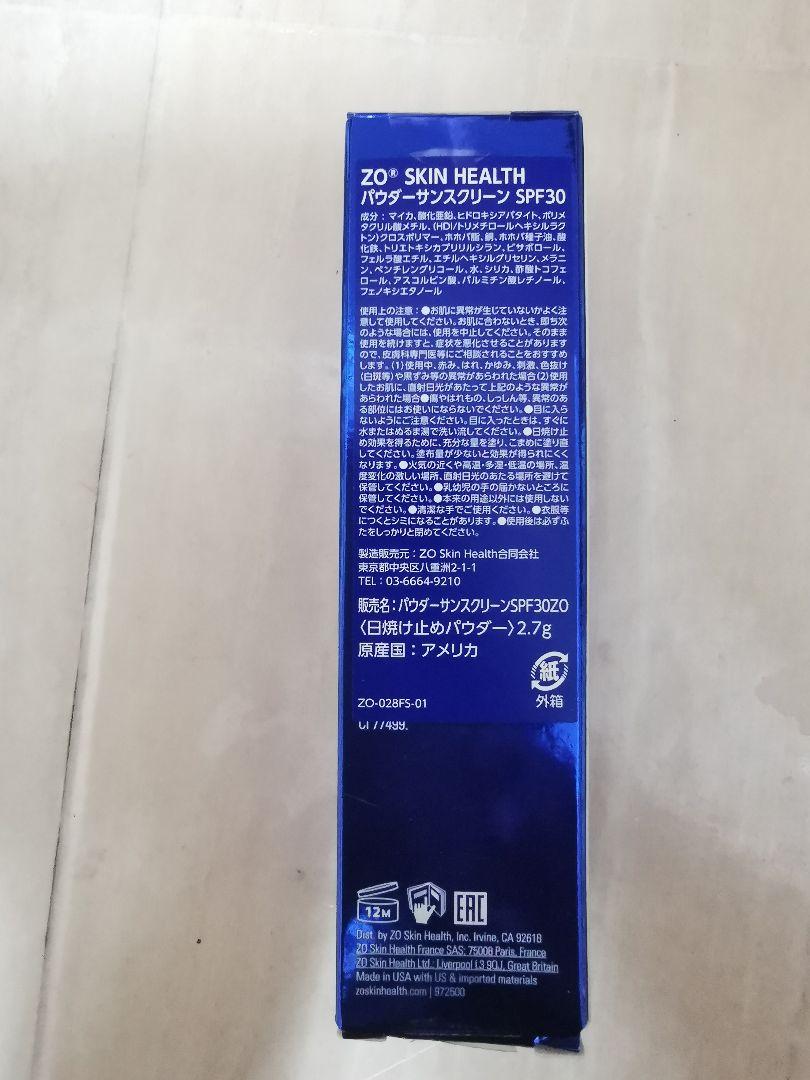 ZO® SKIN HEALTH
パウダーサンスクリーン SPF30
成分：マイカ、酸化亜鉛、ヒドロキシアパタイト、ポリメ
タクリル酸メチル、(HDI/トリメチロールヘキシルラク
トン)クロスポリマー、ホホバ脂、銅、ホホバ種子油、酸
化鉄、トリエトキシカプリリルシラン、ビサボロール、
フェルラ酸エチル、エチルヘキシルグリセリン、メラニ
ン、ペンチレングリコール、水、シリカ、酢酸トコフェ
ロール、アスコルビン酸、パルミチン酸レチノール、
フェノキシエタノール
使用上の注意：●お肌に異常が生じていないかよく注
意して使用してください。お肌に合わないとき、即ち次
のような場合には、使用を中止してください。そのまま
使用を続けますと、症状を悪化させることがあります
ので、皮膚科専門医等にご相談されることをおすすめ
します。(1)使用中、赤み、はれ、かゆみ、刺激、色抜け
(白斑等)や黒ずみ等の異常があらわれた場合(2)使用
したお肌に、直射日光があたって上記のような異常が
あらわれた場合●傷やはれもの、しっしん等、異常のあ
る部位にはお使いにならないでください。●目に入ら
ないようにご注意ください。目に入ったときは、すぐに
水またはぬるま湯で洗い流してください。●日焼け止
め効果を得るために、充分な量を塗り、こまめに塗り直
してください。塗布量が少ないと効果が得られにくく
なります。●火気の近くや高温・多湿・低温の場所、温
度変化の激しい場所、直射日光のあたる場所を避けて
保管してください。●乳幼児の手の届かないところに
保管してください。●本来の用途以外には使用しない
でください。●清潔な手でご使用ください。●衣服等
につくとシミになることがあります。●使用後は必ずふ
たをしっかりと閉めてください。
製造販売元：ZO Skin Health合同会社
東京都中央区八重洲2-1-1
TEL：03-6664-9210
販売名：パウダーサンスクリーンSPF30ZO
〈日焼け止めパウダー〉2.7g
原産国：アメリカ
紙
ZO-028FS-01 外箱
CI 77499.
12M EAC
Dist. by ZO Skin Health, Inc. Irvine, CA 92618
ZO Skin Health France SAS: 75008 Paris, France
ZO Skin Health Ltd.: Liverpool L3 9QJ, Great Britain
Made in USA with US & imported materials
zoskinhealth.com | 972500